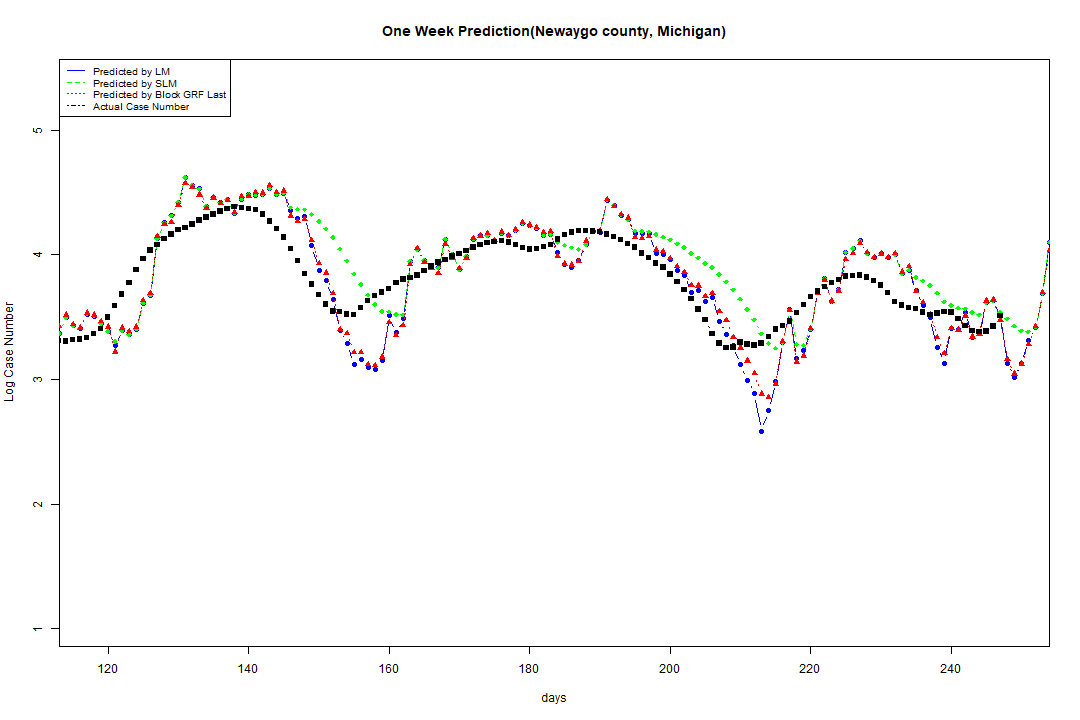 One Week Prediction(Newaygo county, Michigan)
Predicted by LM
Predicted by SLM
Predicted by Block GRF Last
Actual Case Number
5
4
3
2
1
Log Case Number
120 140 160 180 200 220 240
days